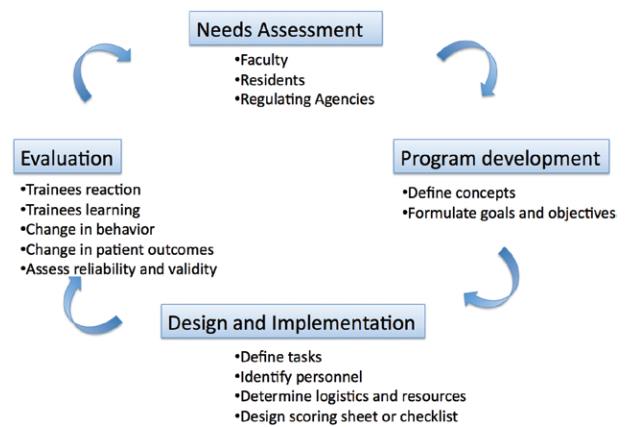 Needs Assessment
•Faculty
•Residents
•Regulating Agencies
Program development
•Define concepts
•Formulate goals and objectives
Design and Implementation
•Define tasks
•Identify personnel
•Determine logistics and resources
•Design scoring sheet or checklist
Evaluation
•Trainees reaction
•Trainees learning
•Change in behavior
•Change in patient outcomes
•Assess reliability and validity